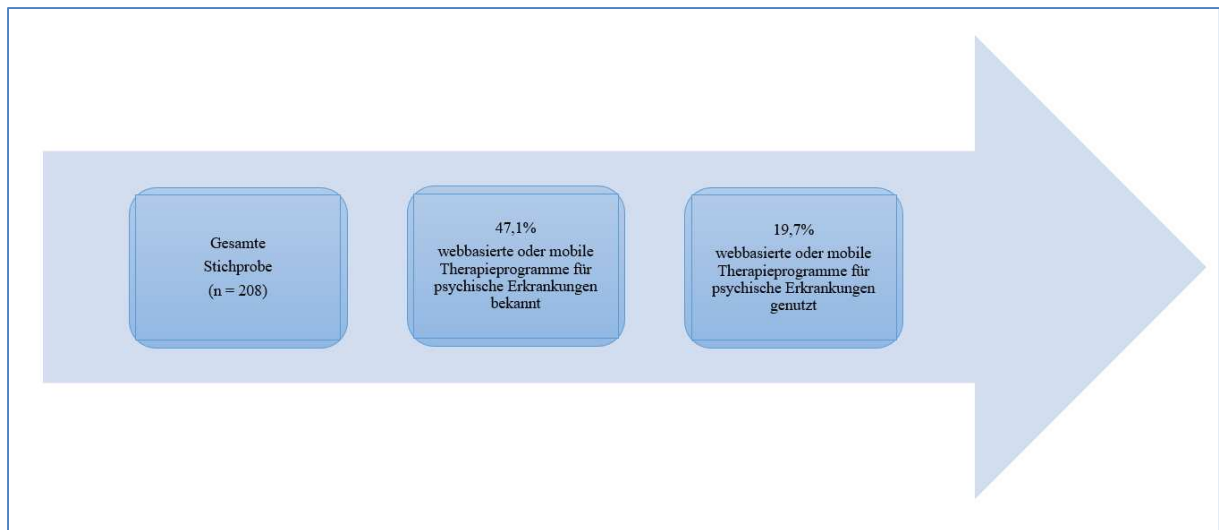 Gesamte
Stichprobe
(n = 208)
47,1%
webbasierte oder mobile
Therapieprogramme für
psychische Erkrankungen
bekannt
19,7%
webbasierte oder mobile
Therapieprogramme für
psychische Erkrankungen
genutzt